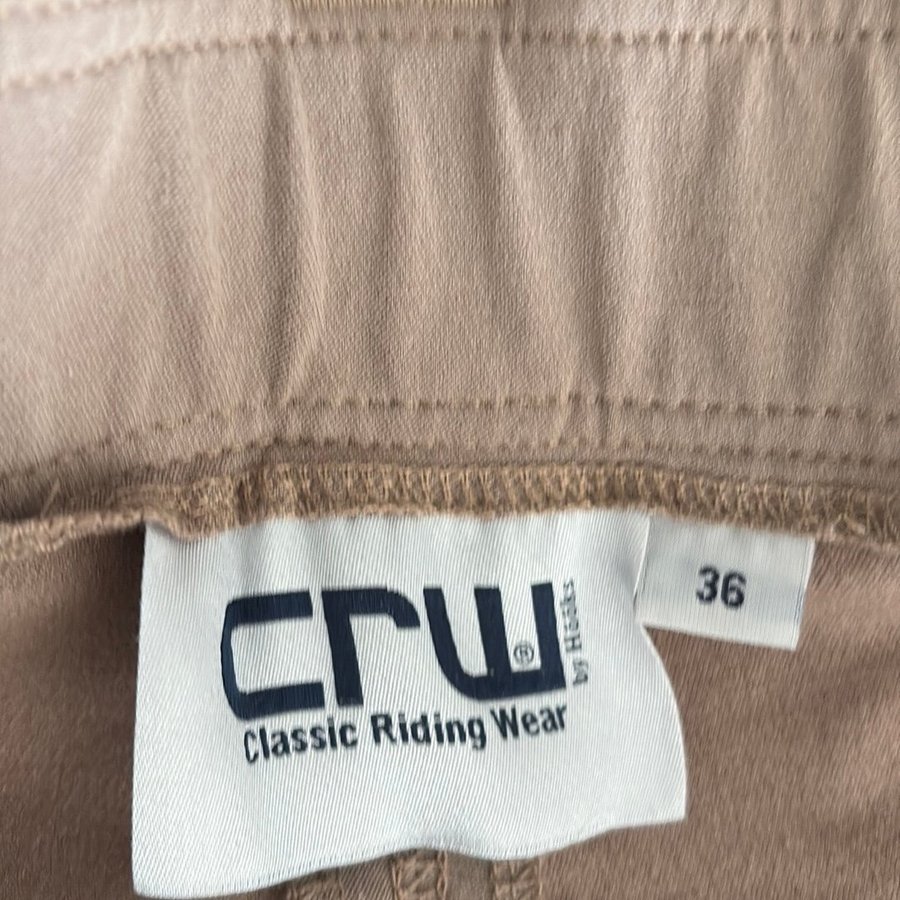 crw
®
by Hööks
Classic Riding Wear
36